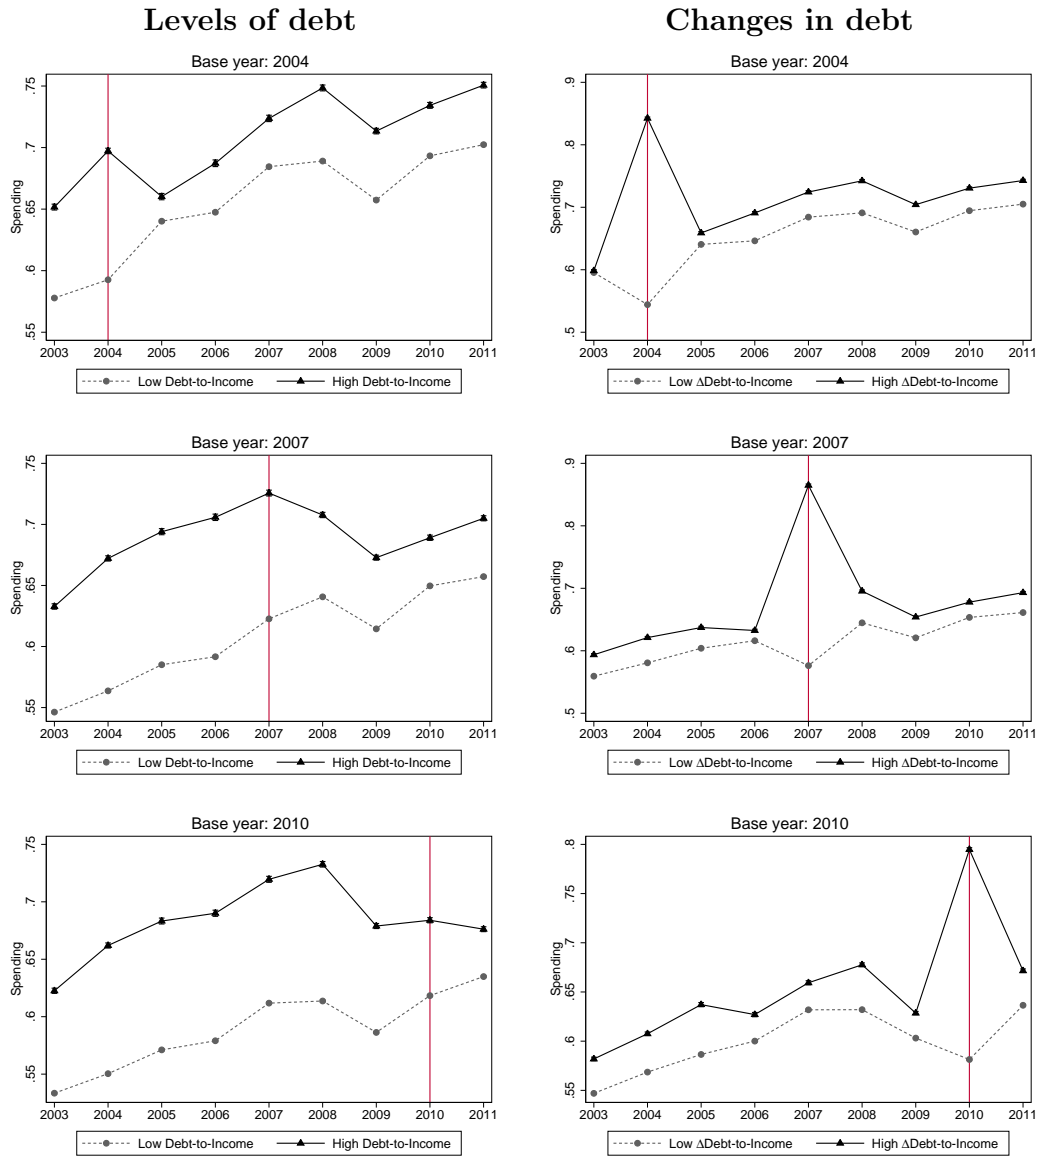 Levels of debt
Changes in debt
Base year: 2004
Spending
.55 .6 .65 .7 .75
2003 2004 2005 2006 2007 2008 2009 2010 2011
Low Debt-to-Income High Debt-to-Income
Base year: 2004
Spending
.5 .6 .7 .8 .9
2003 2004 2005 2006 2007 2008 2009 2010 2011
Low ΔDebt-to-Income High ΔDebt-to-Income
Base year: 2007
Spending
.55 .6 .65 .7 .75
2003 2004 2005 2006 2007 2008 2009 2010 2011
Low Debt-to-Income High Debt-to-Income
Base year: 2007
Spending
.5 .6 .7 .8 .9
2003 2004 2005 2006 2007 2008 2009 2010 2011
Low ΔDebt-to-Income High ΔDebt-to-Income
Base year: 2010
Spending
.55 .6 .65 .7 .75
2003 2004 2005 2006 2007 2008 2009 2010 2011
Low Debt-to-Income High Debt-to-Income
Base year: 2010
Spending
.55 .6 .65 .7 .75 .8
2003 2004 2005 2006 2007 2008 2009 2010 2011
Low ΔDebt-to-Income High ΔDebt-to-Income